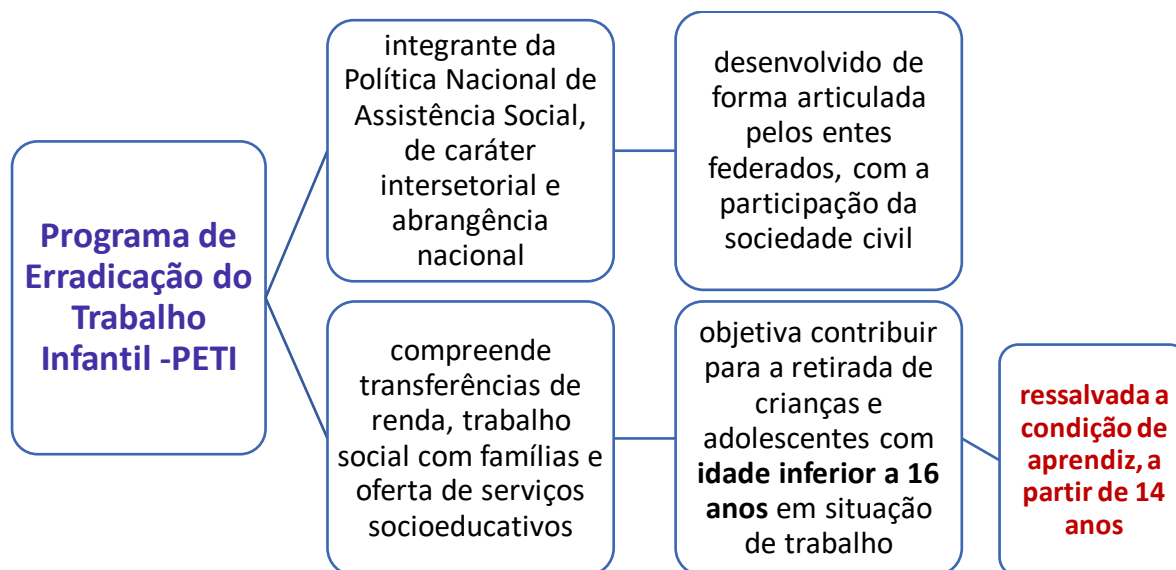 Programa de
Erradicação do
Trabalho
Infantil -PETI
integrante da
Política Nacional de
Assistência Social,
de caráter
intersetorial e
abrangência
nacional
desenvolvido de
forma articulada
pelos entes
federados, com a
participação da
sociedade civil
compreende
transferências de
renda, trabalho
social com famílias e
oferta de serviços
socioeducativos
objetiva contribuir
para a retirada de
crianças e
adolescentes com
idade inferior a 16
anos em situação
de trabalho
ressalvada a
condição de
aprendiz, a
partir de 14
anos